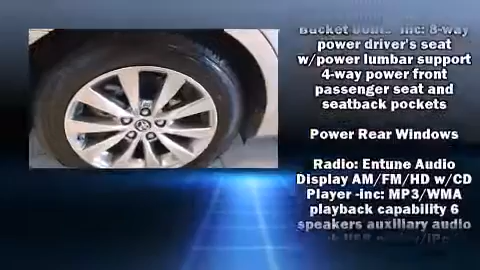 Bucket -inc: 8-way
power driver's seat
w/power lumbar support
4-way power front
passenger seat and
seatback pockets
Power Rear Windows
Radio: Entune Audio
Display AM/FM/HD w/CD
Player -inc: MP3/WMA
playback capability 6
speakers auxiliary audio